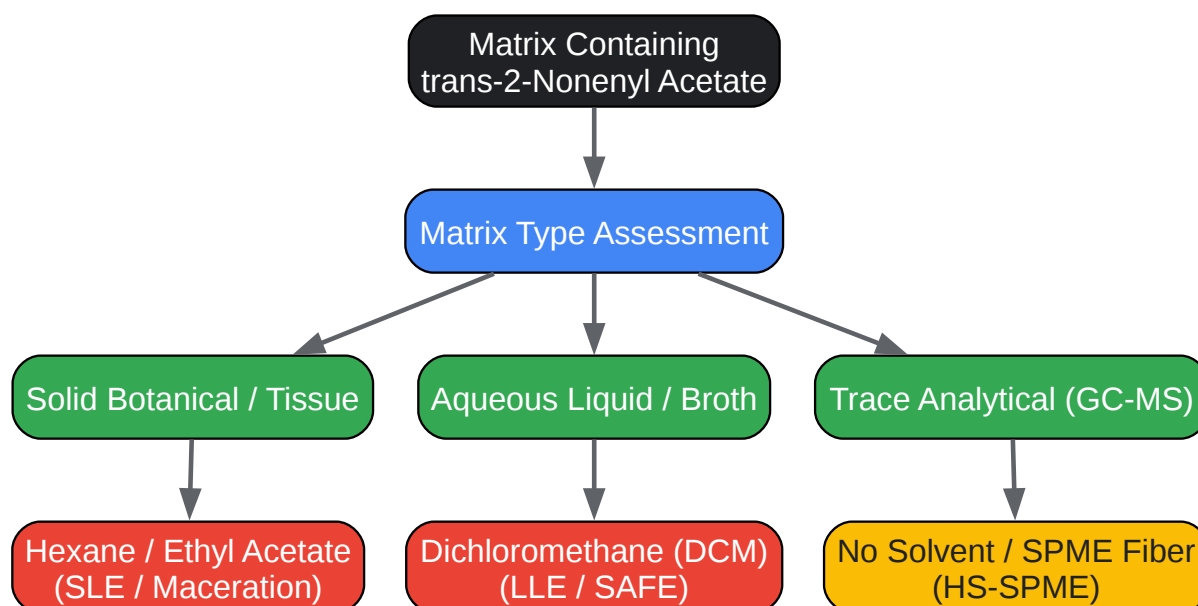 Matrix Containing
trans-2-Nonenyl Acetate
Matrix Type Assessment
Solid Botanical / Tissue
Aqueous Liquid / Broth
Trace Analytical (GC-MS)
Hexane / Ethyl Acetate
(SLE / Maceration)
Dichloromethane (DCM)
(LLE / SAFE)
No Solvent / SPME Fiber
(HS-SPME)